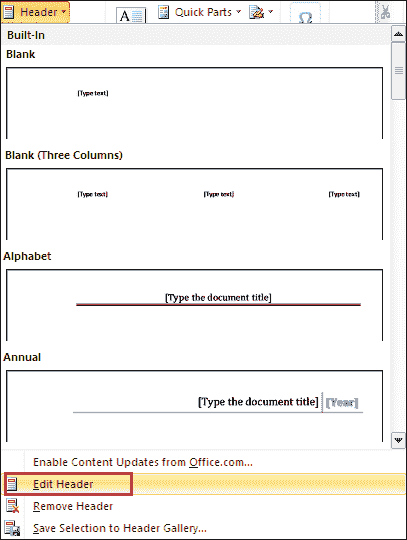 Header
A
Quick Parts
Ω
Built-In
Blank
[Type text]
Blank (Three Columns)
[Type text] [Type text] [Type text]
Alphabet
[Type the document title]
Annual
[Type the document title] [Year]
Enable Content Updates from Office.com...
Edit Header
Remove Header
Save Selection to Header Gallery...